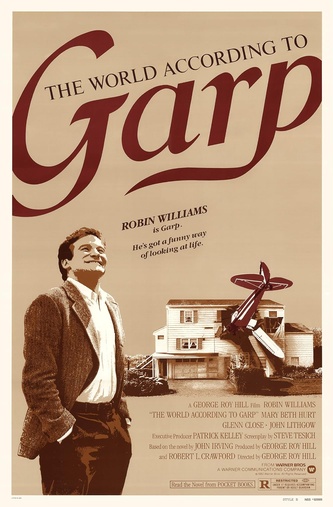 THE WORLD ACCORDING TO
Garp
ROBIN WILLIAMS
is Garp.
He's got a funny way
of looking at life.
A GEORGE ROY HILL Film ROBIN WILLIAMS
"THE WORLD ACCORDING TO GARP" MARY BETH HURT
GLENN CLOSE · JOHN LITHGOW
Executive Producer PATRICK KELLEY Screenplay by STEVE TESICH
Based on the novel by JOHN IRVING Produced by GEORGE ROY HILL
and ROBERT L. CRAWFORD Directed by GEORGE ROY HILL
FROM WARNER BROS
A WARNER COMMUNICATIONS COMPANY
Read the Novel from POCKET BOOKS
R RESTRICTED